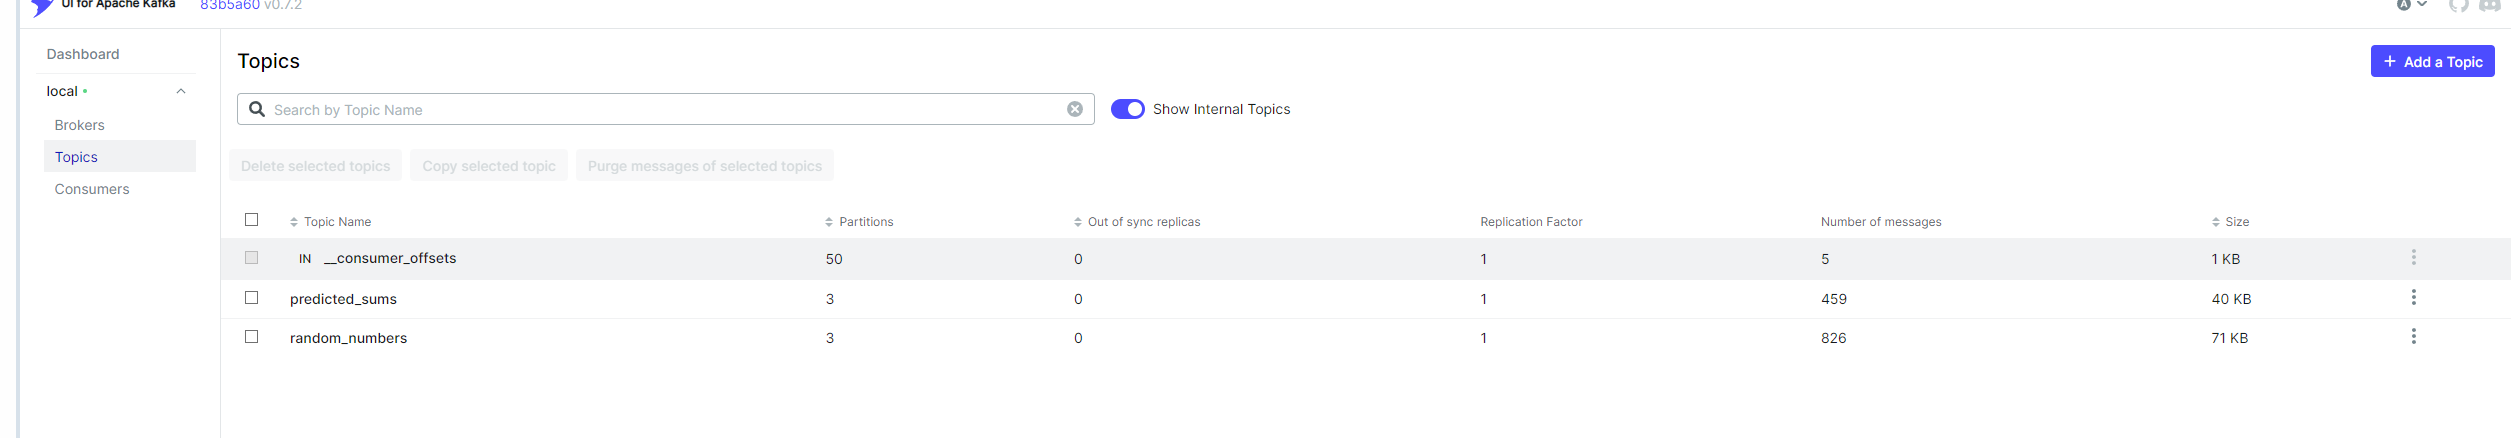 UI for Apache Kafka 83b5a60 v0.7.2
A
Dashboard
local
Brokers
Topics
Consumers
Topics
Add a Topic
Search by Topic Name
Show Internal Topics
Delete selected topics Copy selected topic Purge messages of selected topics
Topic Name Partitions Out of sync replicas Replication Factor Number of messages Size
IN __consumer_offsets 50 0 1 5 1 KB
predicted_sums 3 0 1 459 40 KB
random_numbers 3 0 1 826 71 KB